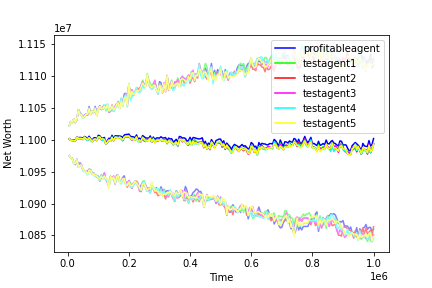 1e7
1.115
1.110
1.105
1.100
1.095
1.090
1.085
Net Worth
profitableagent
testagent1
testagent2
testagent3
testagent4
testagent5
0.0 0.2 0.4 0.6 0.8 1.0
Time
1e6